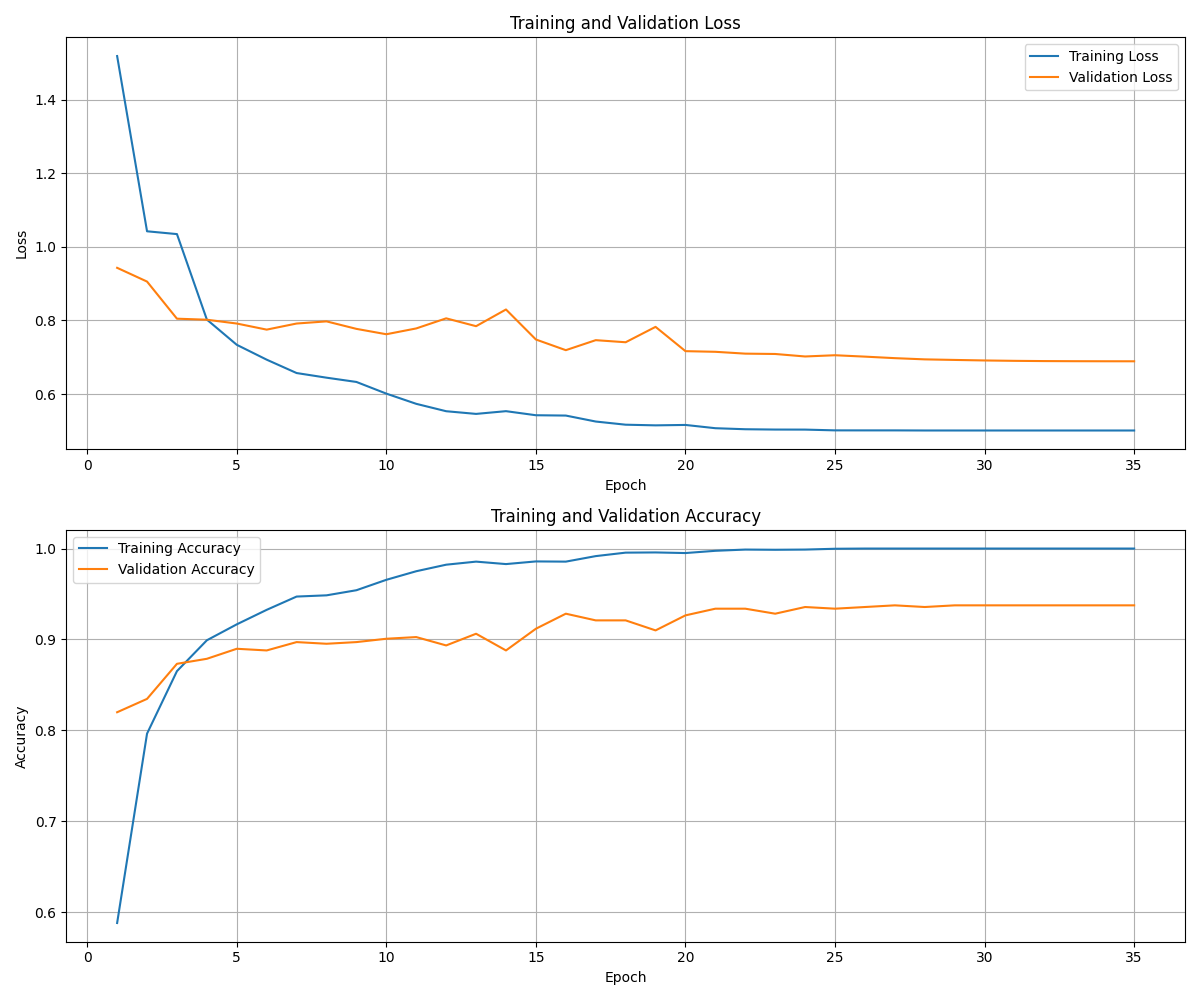 Training and Validation Loss
Training Loss
Validation Loss
1.4
1.2
1.0
0.8
0.6
Loss
0 5 10 15 20 25 30 35
Epoch
Training and Validation Accuracy
Training Accuracy
Validation Accuracy
1.0
0.9
0.8
0.7
0.6
Accuracy
0 5 10 15 20 25 30 35
Epoch